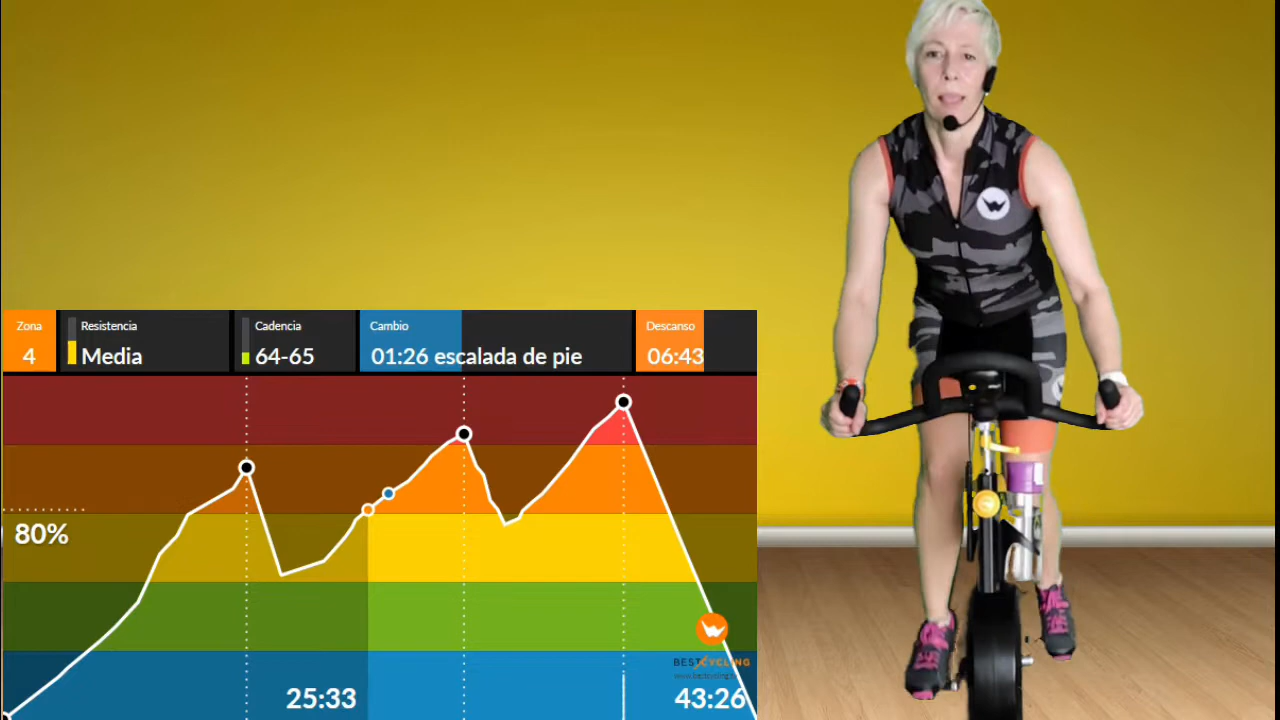 Zona
4
Resistencia
Media
Cadencia
64-65
Cambio
01:26 escalada de pie
Descanso
06:43
80%
BESTCYCLING
25:33
43:26